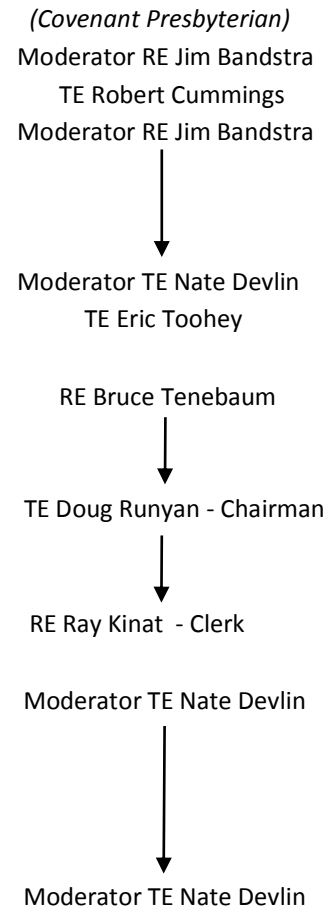 (Covenant Presbyterian)
Moderator RE Jim Bandstra
TE Robert Cummings
Moderator RE Jim Bandstra
Moderator TE Nate Devlin
TE Eric Toohey
RE Bruce Tenebaum
TE Doug Runyan - Chairman
RE Ray Kinat - Clerk
Moderator TE Nate Devlin
Moderator TE Nate Devlin